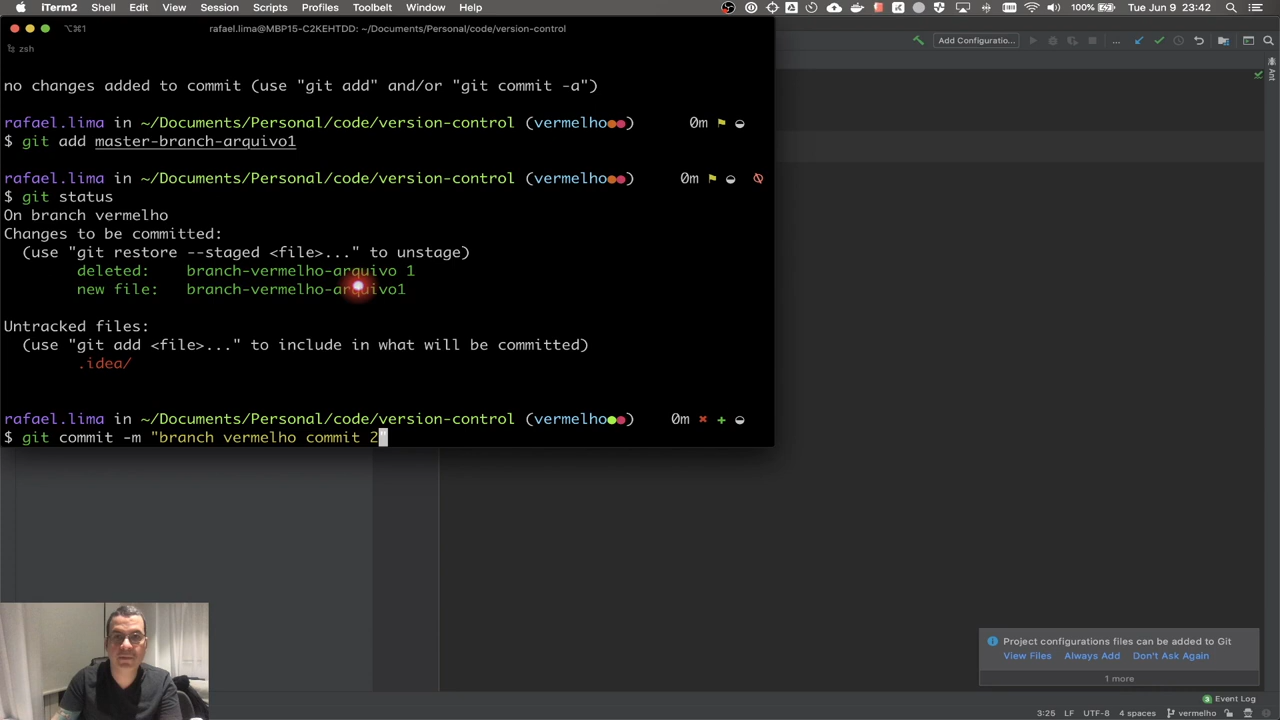 iTerm2 Shell Edit View Session Scripts Profiles Toolbelt Window Help 100% Tue Jun 9 23:42
⌥⌘1 rafael.lima@MBP15-C2KEHTDD: ~/Documents/Personal/code/version-control
zsh
Add Configuratio...
no changes added to commit (use "git add" and/or "git commit -a")
rafael.lima in ~/Documents/Personal/code/version-control (vermelho●●) 0m
$ git add master-branch-arquivo1
rafael.lima in ~/Documents/Personal/code/version-control (vermelho●●) 0m
$ git status
On branch vermelho
Changes to be committed:
(use "git restore --staged <file>..." to unstage)
deleted: branch-vermelho-arquivo 1
new file: branch-vermelho-arquivo1
Untracked files:
(use "git add <file>..." to include in what will be committed)
.idea/
rafael.lima in ~/Documents/Personal/code/version-control (vermelho●●) 0m ✖ +
$ git commit -m "branch vermelho commit 2"
Ant
Project configurations files can be added to Git
View Files Always Add Don't Ask Again
1 more
3 Event Log
3:25 LF UTF-8 4 spaces vermelho